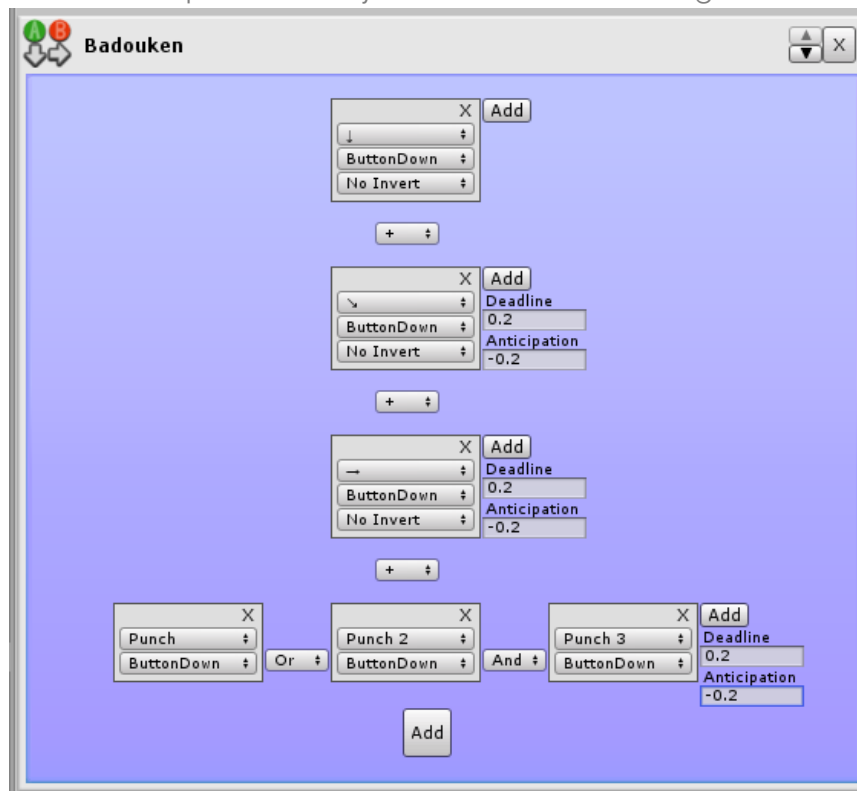 A B
Badouken X
X Add
↓
ButtonDown
No Invert
+
X Add
↘ Deadline
0.2
ButtonDown
Anticipation
No Invert
-0.2
+
X Add
→ Deadline
0.2
ButtonDown
Anticipation
No Invert
-0.2
+
X X X Add
Punch Punch 2 Punch 3 Deadline
ButtonDown Or ButtonDown And ButtonDown 0.2
Anticipation
-0.2
Add